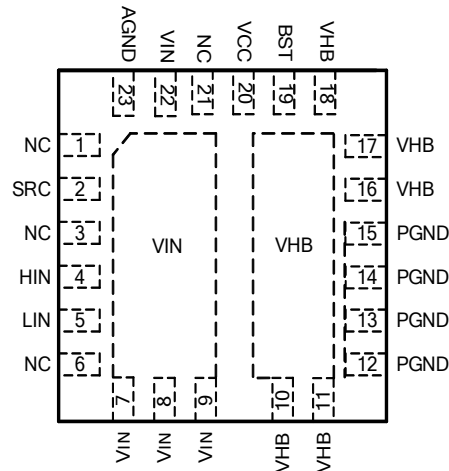 AGND VIN NC VCC BST VHB
23 22 21 20 19 18
NC 1
SRC 2
NC 3
HIN 4
LIN 5
NC 6
VIN
VHB
17 VHB
16 VHB
15 PGND
14 PGND
13 PGND
12 PGND
7 8 9 10 11
VIN VIN VIN VHB VHB